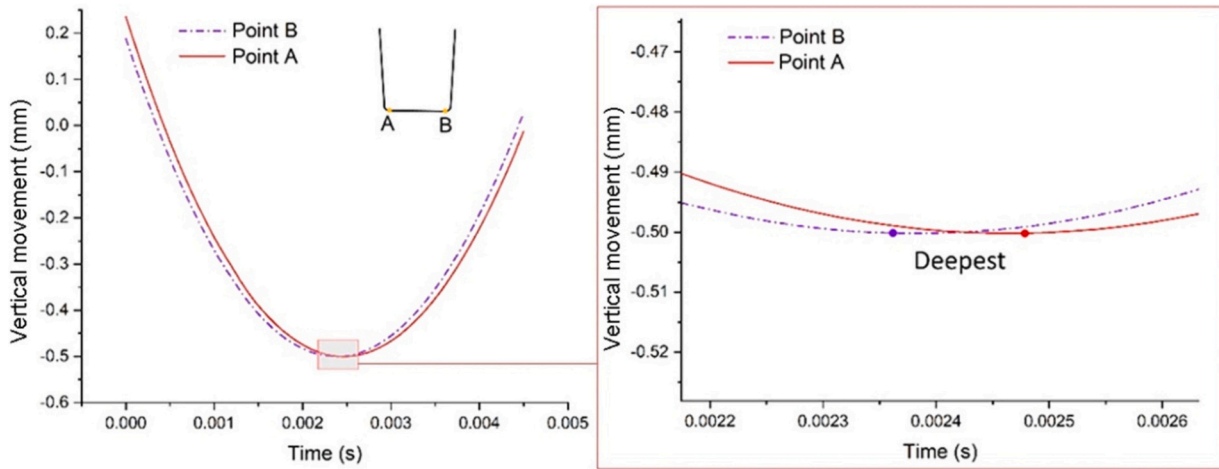 Vertical movement (mm)
0.2
0.1
0.0
-0.1
-0.2
-0.3
-0.4
-0.5
-0.6
Point B
Point A
A
B
0.000
0.001
0.002
0.003
0.004
0.005
Time (s)
Vertical movement (mm)
-0.47
-0.48
-0.49
-0.50
-0.51
-0.52
Point B
Point A
Deepest
0.0022
0.0023
0.0024
0.0025
0.0026
Time (s)